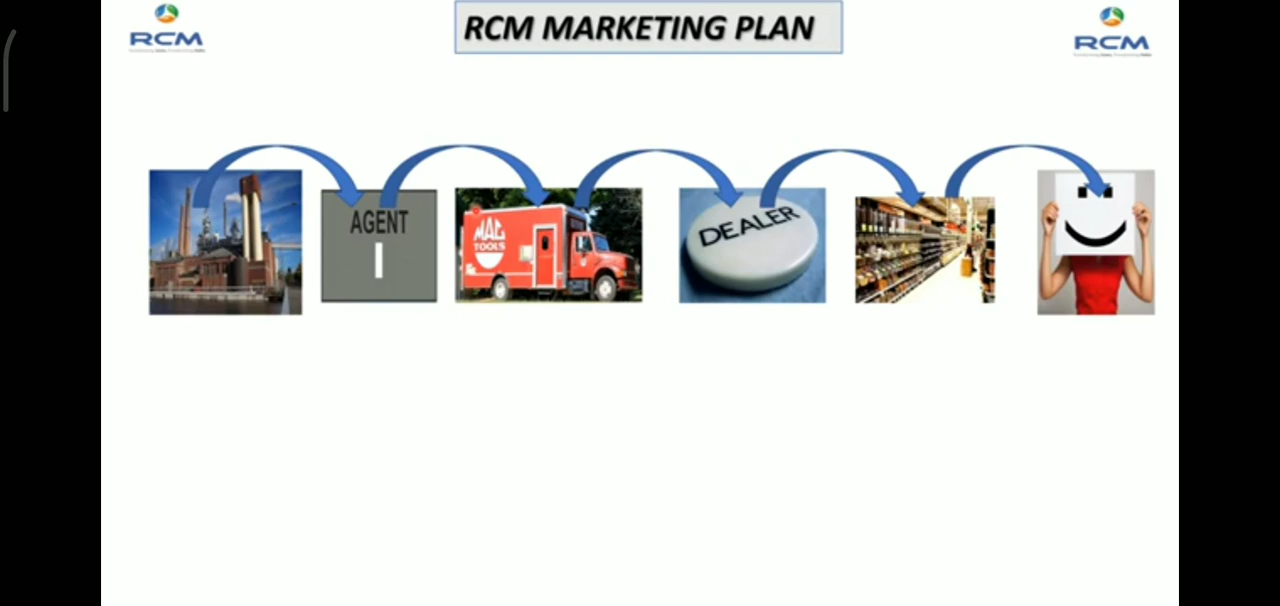 RCM
RCM MARKETING PLAN
RCM
AGENT
MAC
TOOLS
DEALER